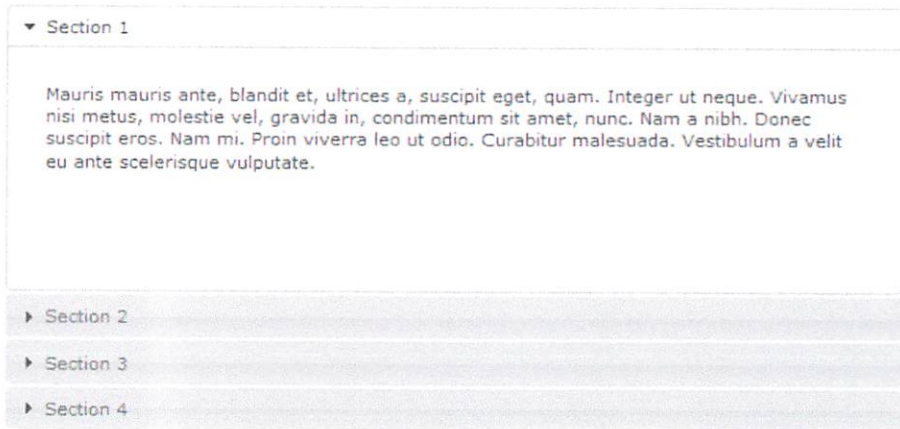 Section 1
Mauris mauris ante, blandit et, ultrices a, suscipit eget, quam. Integer ut neque. Vivamus
nisi metus, molestie vel, gravida in, condimentum sit amet, nunc. Nam a nibh. Donec
suscipit eros. Nam mi. Proin viverra leo ut odio. Curabitur malesuada. Vestibulum a velit
eu ante scelerisque vulputate.
Section 2
Section 3
Section 4